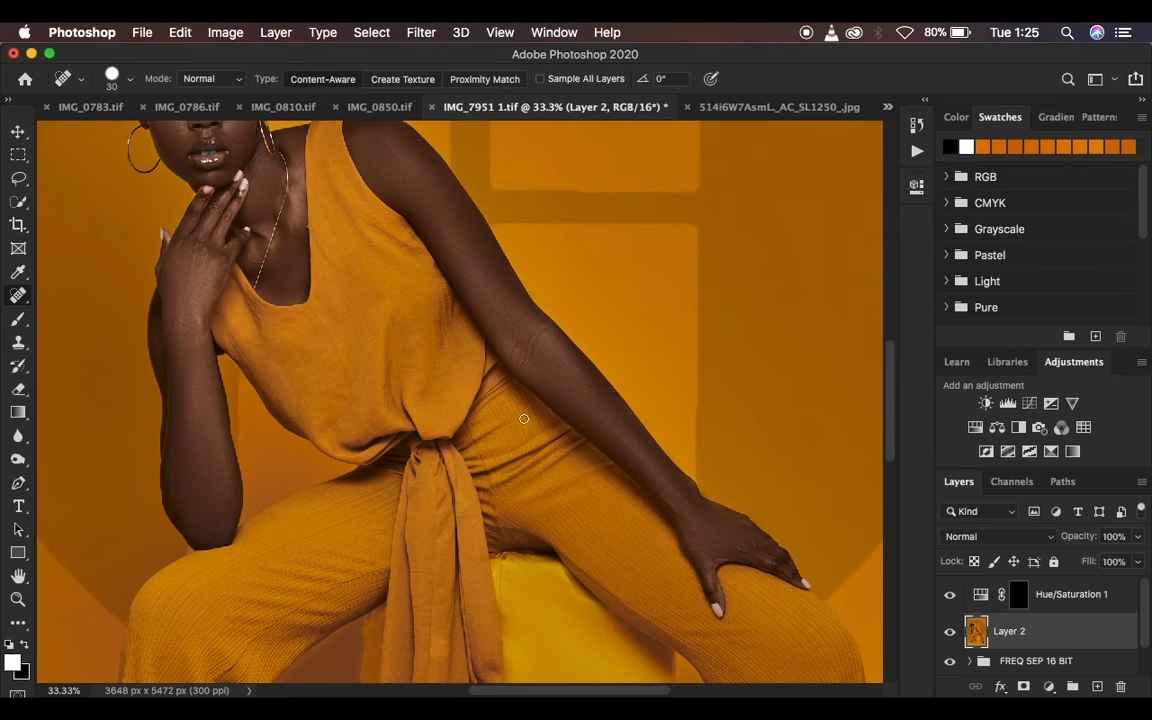 Photoshop File Edit Image Layer Type Select Filter 3D View Window Help 80% Tue 1:25
Adobe Photoshop 2020
30 Mode: Normal Type: Content-Aware Create Texture Proximity Match Sample All Layers 0°
IMG_0783.tif IMG_0786.tif IMG_0810.tif IMG_0850.tif IMG_7951 1.tif @ 33.3% (Layer 2, RGB/16*) * 514i6W7AsmL_AC_SL1250_.jpg
Color Swatches Gradien Pattern
RGB
CMYK
Grayscale
Pastel
Light
Pure
Learn Libraries Adjustments
Add an adjustment
Layers Channels Paths
Kind
Normal Opacity: 100%
Lock: Fill: 100%
Hue/Saturation 1
Layer 2
FREQ SEP 16 BIT
33.33% 3648 px x 5472 px (300 ppi)